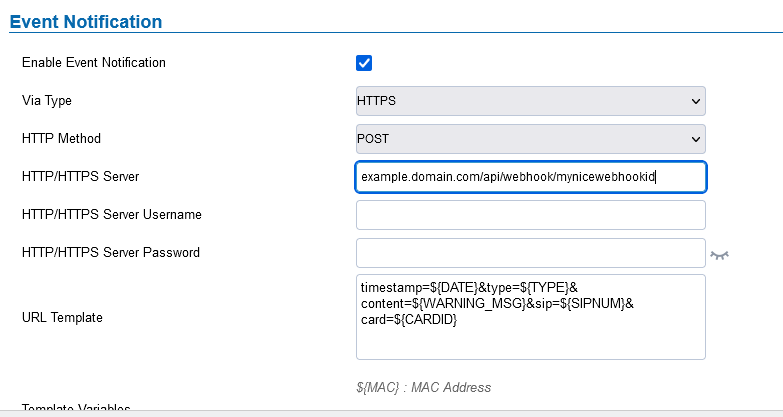 Event Notification
Enable Event Notification
Via Type HTTPS
HTTP Method POST
HTTP/HTTPS Server example.domain.com/api/webhook/mynicewebhookid
HTTP/HTTPS Server Username
HTTP/HTTPS Server Password
URL Template
timestamp=${DATE}&type=${TYPE}&
content=${WARNING_MSG}&sip=${SIPNUM}&
card=${CARDID}
${MAC} : MAC Address
Template Variables